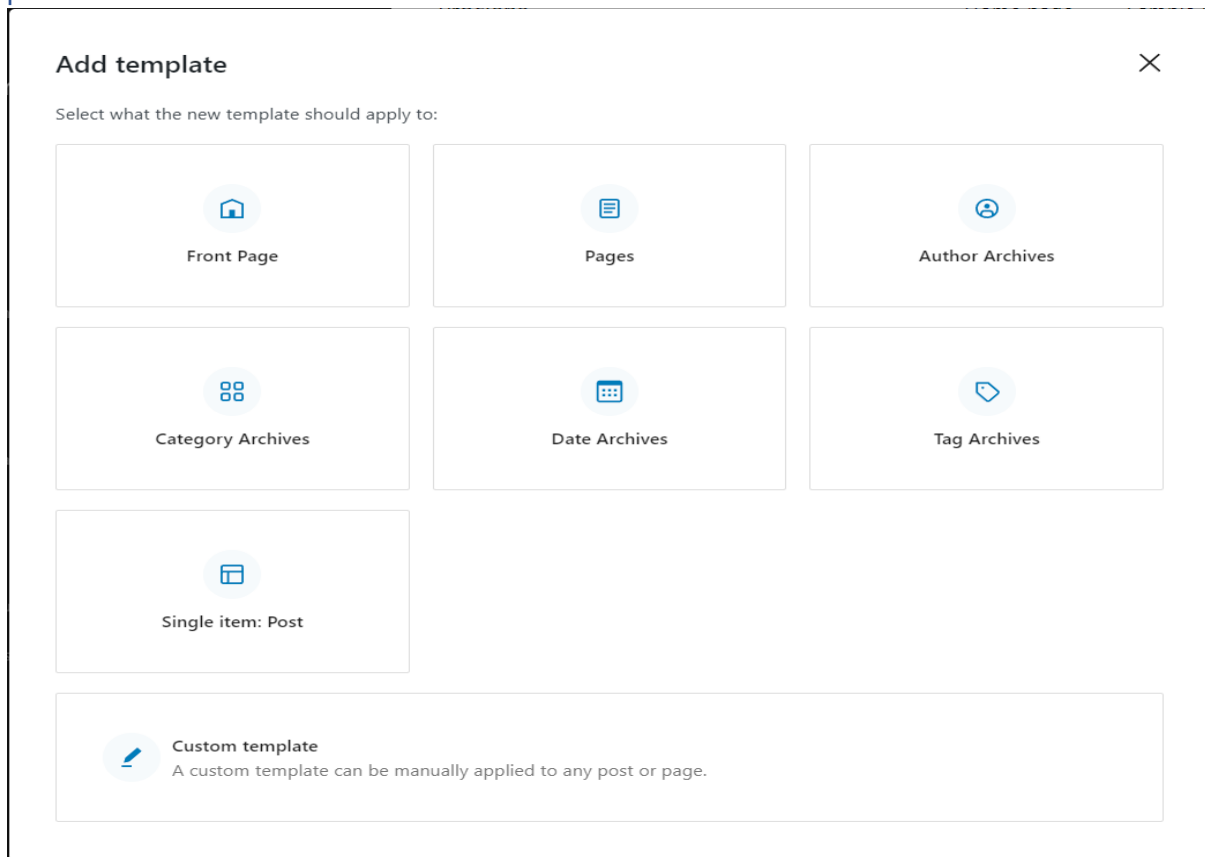 Add template
Select what the new template should apply to:
Front Page
Pages
Author Archives
Category Archives
Date Archives
Tag Archives
Single item: Post
Custom template
A custom template can be manually applied to any post or page.